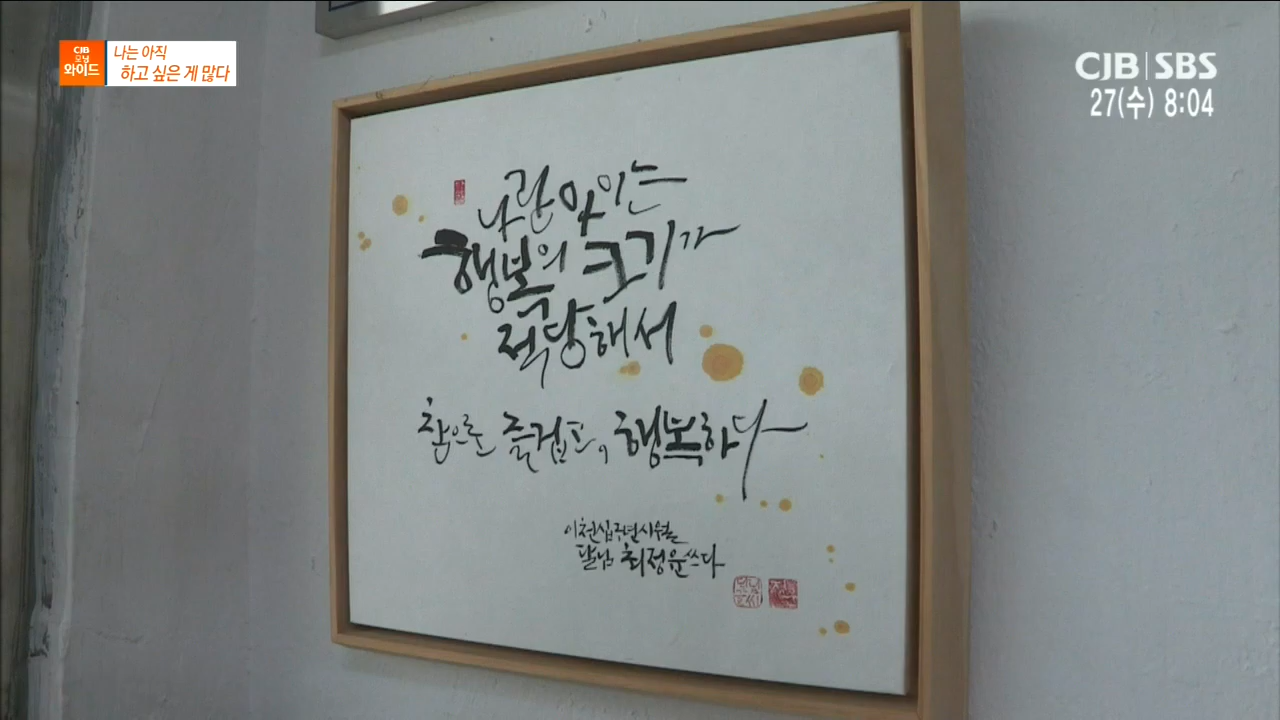 CJB
모닝
와이드
나는 아직
하고 싶은 게 많다
CJB SBS
27(수) 8:04
나란 아이는
행복의 크기가
적당해서
참으로 즐겁고, 행복하다
이천십구년시월
달님 최정윤쓰다